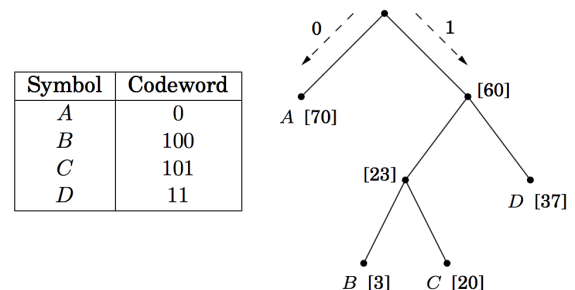 Symbol Codeword
A 0
B 100
C 101
D 11
0 1
[60]
A [70]
[23]
D [37]
B [3] C [20]